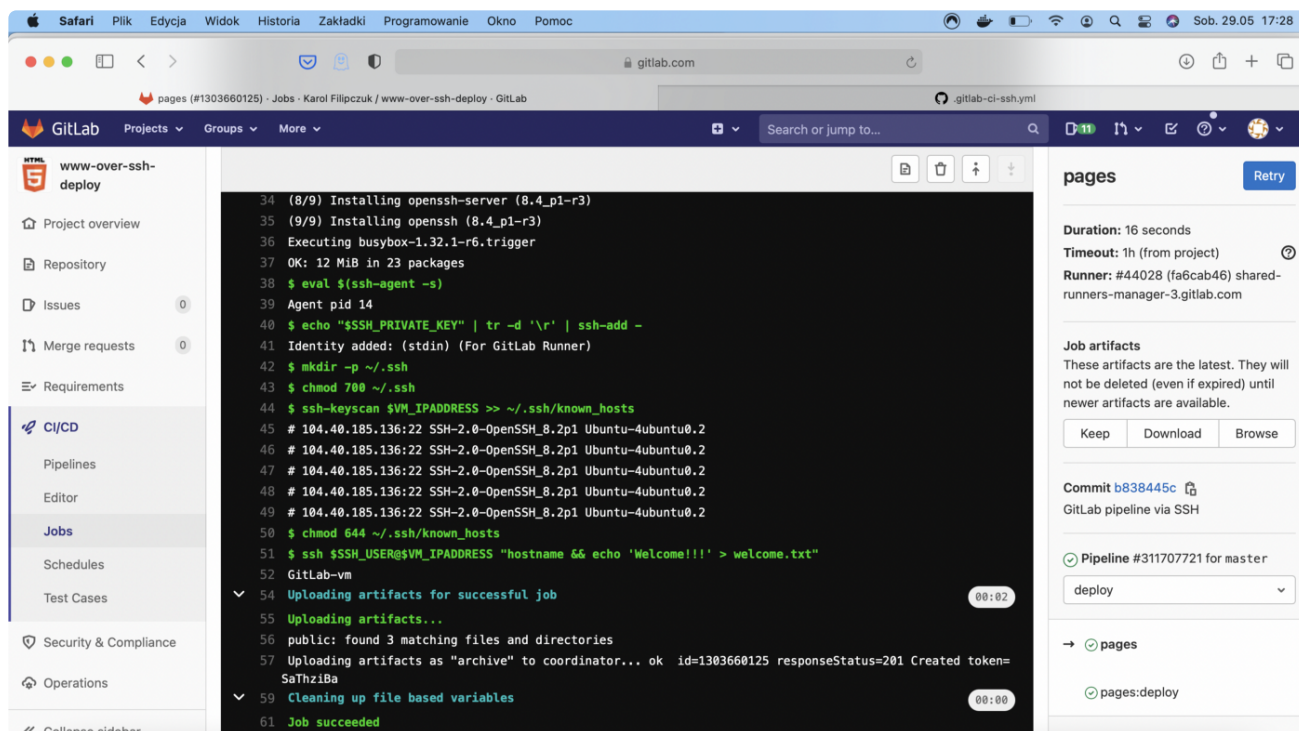 Safari Plik Edycja Widok Historia Zakładki Programowanie Okno Pomoc Sob. 29.05 17:28
gitlab.com
pages (#1303660125) · Jobs · Karol Filipczuk / www-over-ssh-deploy · GitLab
.gitlab-ci-ssh.yml
GitLab Projects Groups More Search or jump to... 11
HTML
5
www-over-ssh-
deploy
Project overview
Repository
Issues 0
Merge requests 0
Requirements
CI/CD
Pipelines
Editor
Jobs
Schedules
Test Cases
Security & Compliance
Operations
Collapse sidebar
34 (8/9) Installing openssh-server (8.4_p1-r3)
35 (9/9) Installing openssh (8.4_p1-r3)
36 Executing busybox-1.32.1-r6.trigger
37 OK: 12 MiB in 23 packages
38 $ eval $(ssh-agent -s)
39 Agent pid 14
40 $ echo "$SSH_PRIVATE_KEY" | tr -d '\r' | ssh-add -
41 Identity added: (stdin) (For GitLab Runner)
42 $ mkdir -p ~/.ssh
43 $ chmod 700 ~/.ssh
44 $ ssh-keyscan $VM_IPADDRESS >> ~/.ssh/known_hosts
45 # 104.40.185.136:22 SSH-2.0-OpenSSH_8.2p1 Ubuntu-4ubuntu0.2
46 # 104.40.185.136:22 SSH-2.0-OpenSSH_8.2p1 Ubuntu-4ubuntu0.2
47 # 104.40.185.136:22 SSH-2.0-OpenSSH_8.2p1 Ubuntu-4ubuntu0.2
48 # 104.40.185.136:22 SSH-2.0-OpenSSH_8.2p1 Ubuntu-4ubuntu0.2
49 # 104.40.185.136:22 SSH-2.0-OpenSSH_8.2p1 Ubuntu-4ubuntu0.2
50 $ chmod 644 ~/.ssh/known_hosts
51 $ ssh $SSH_USER@$VM_IPADDRESS "hostname && echo 'Welcome!!!' > welcome.txt"
52 GitLab-vm
54 Uploading artifacts for successful job 00:02
55 Uploading artifacts...
56 public: found 3 matching files and directories
57 Uploading artifacts as "archive" to coordinator... ok id=1303660125 responseStatus=201 Created token=
SaThziBa
59 Cleaning up file based variables 00:00
61 Job succeeded
pages Retry
Duration: 16 seconds
Timeout: 1h (from project)
Runner: #44028 (fa6cab46) shared-
runners-manager-3.gitlab.com
Job artifacts
These artifacts are the latest. They will
not be deleted (even if expired) until
newer artifacts are available.
Keep Download Browse
Commit b838445c
GitLab pipeline via SSH
Pipeline #311707721 for master
deploy
→ pages
pages:deploy